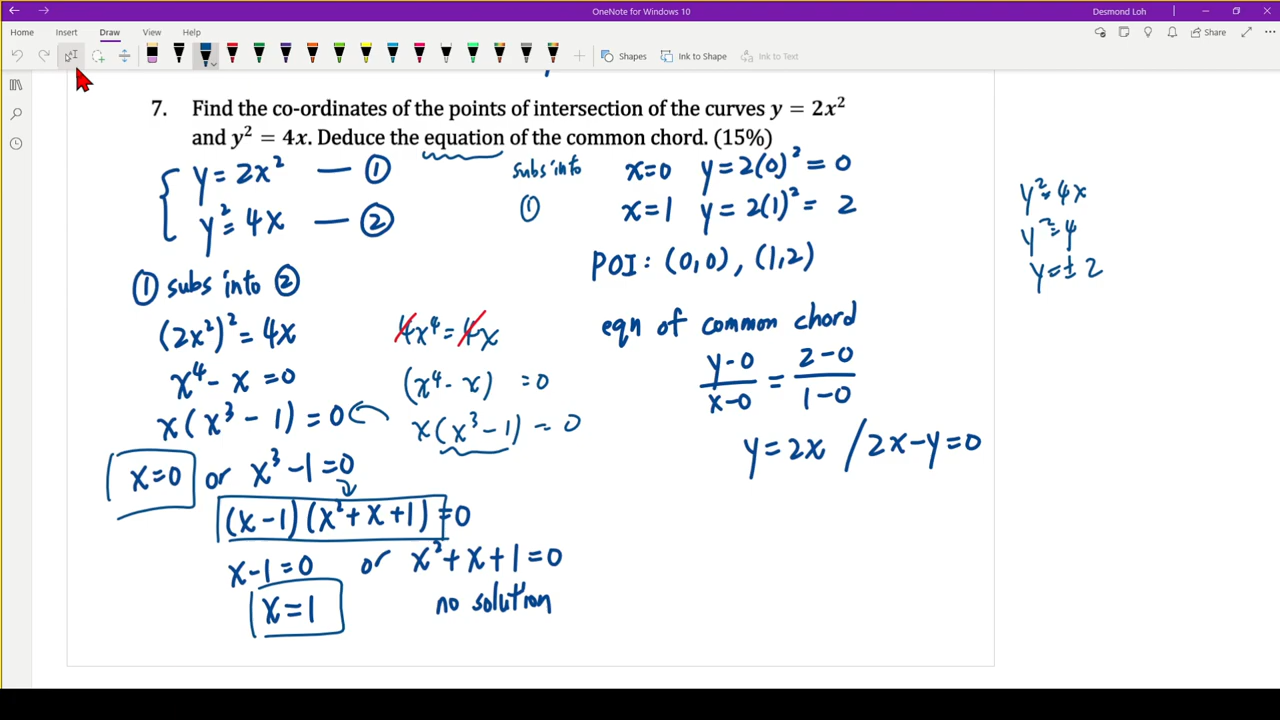 OneNote for Windows 10
Desmond Loh
Home Insert Draw View Help
Share
Shapes
Ink to Shape
Ink to Text
7. Find the co-ordinates of the points of intersection of the curves y = 2x²
and y² = 4x. Deduce the equation of the common chord. (15%)
y = 2x² — ①
y² = 4x — ②
① subs into ②
(2x²)² = 4x
x⁴ - x = 0
x(x³ - 1) = 0
x=0 or x³ -1 = 0
(x-1)(x²+x+1) = 0
x-1=0 or x²+x+1=0
x=1
no solution
4x⁴ = 4x
(x⁴ - x) = 0
x(x³ - 1) = 0
subs into
①
x=0 y = 2(0)² = 0
x=1 y = 2(1)² = 2
POI: (0,0), (1,2)
eqn of common chord
y-0/x-0 = 2-0/1-0
y=2x / 2x-y=0
y² = 4x
y² = 4
y = ± 2